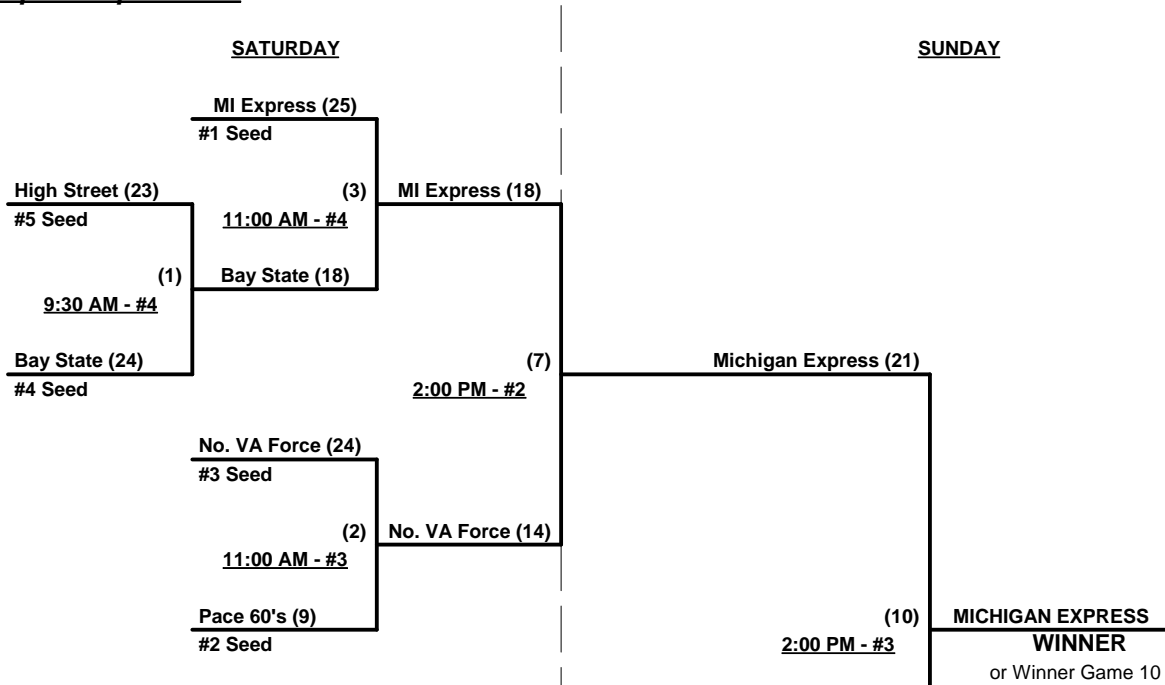 SATURDAY
SUNDAY
MI Express (25)
#1 Seed
High Street (23)
(3)
MI Express (18)
#5 Seed
11:00 AM - #4
(1)
Bay State (18)
9:30 AM - #4
Bay State (24)
(7)
Michigan Express (21)
#4 Seed
2:00 PM - #2
No. VA Force (24)
#3 Seed
(2)
No. VA Force (14)
11:00 AM - #3
Pace 60's (9)
(10)
MICHIGAN EXPRESS
#2 Seed
2:00 PM - #3
WINNER
or Winner Game 10